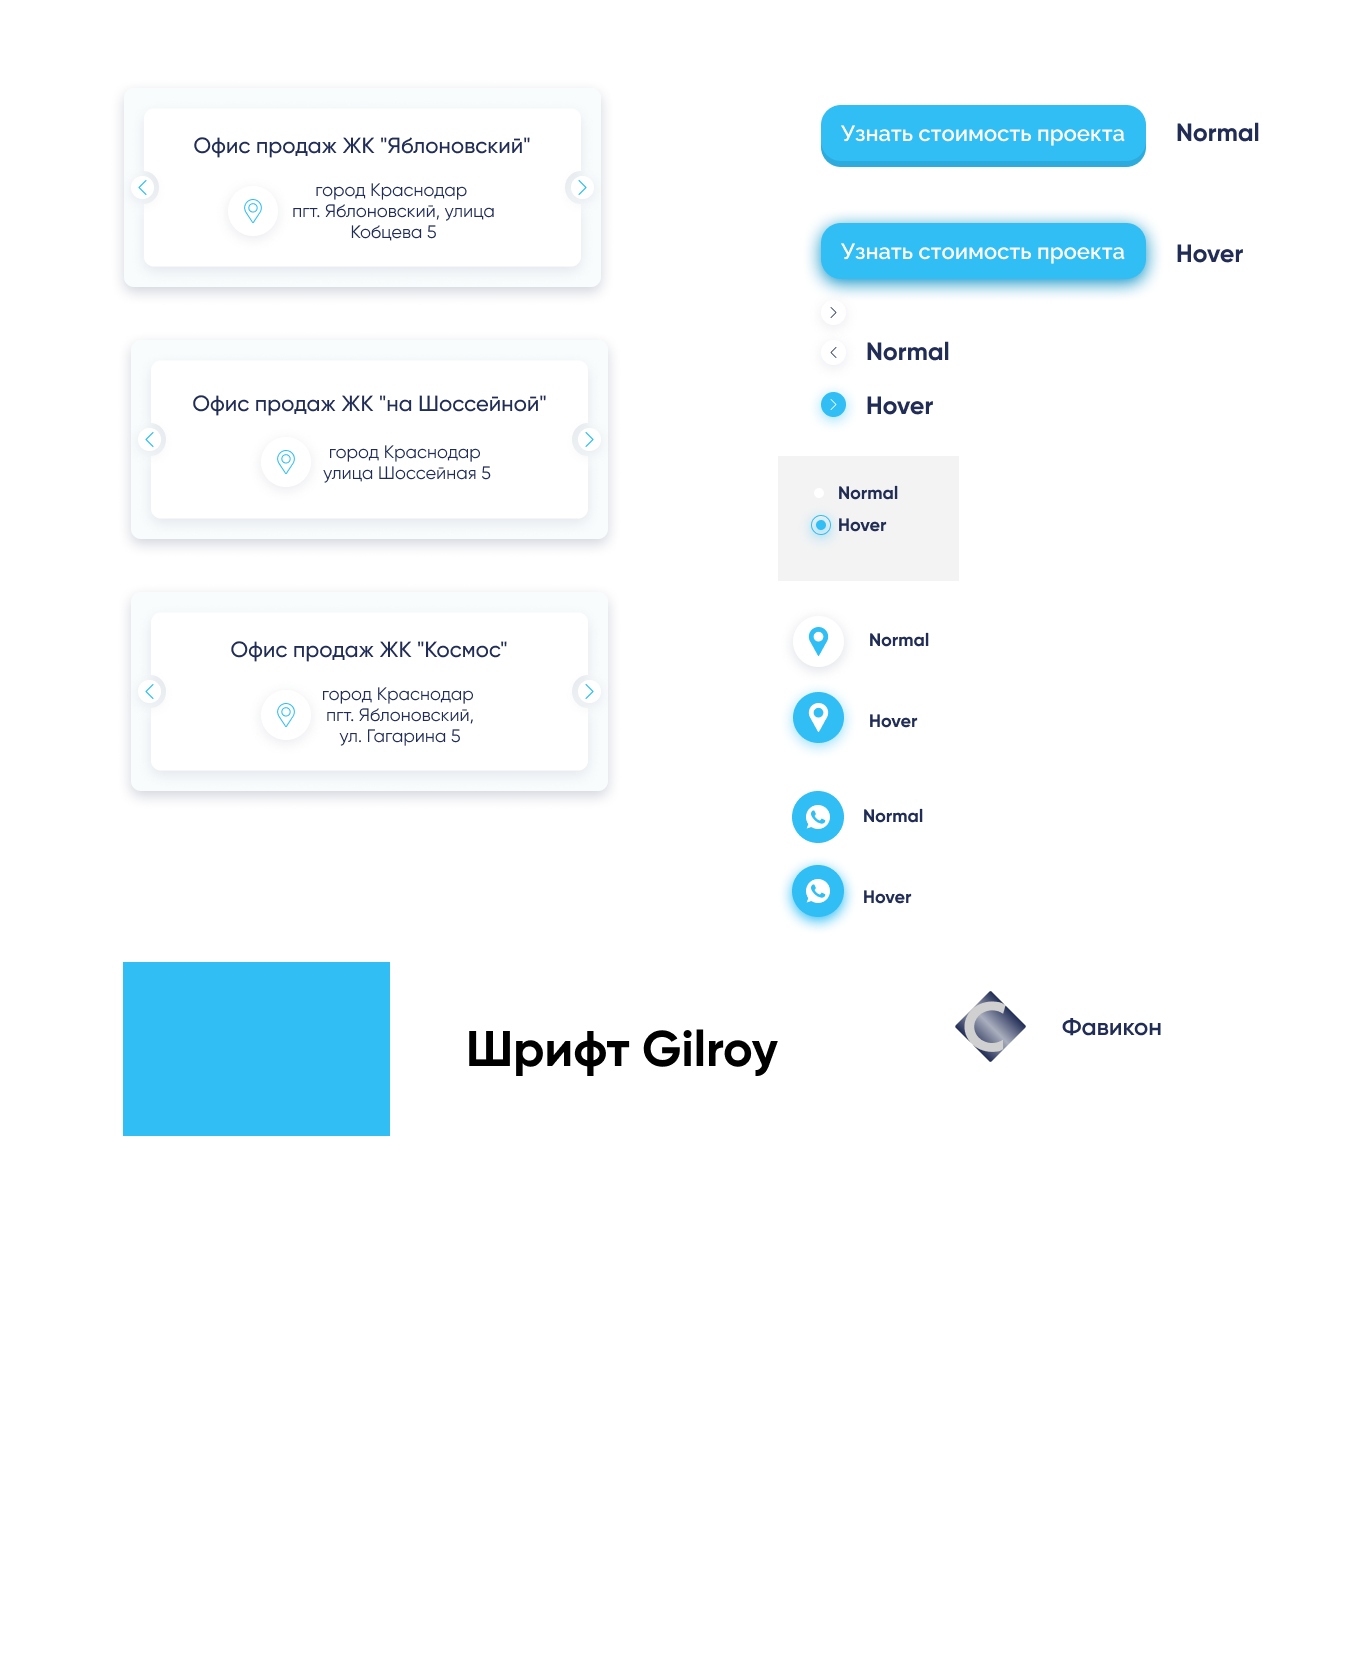 Офис продаж ЖК "Яблоновский"
город Краснодар
пгт. Яблоновский, улица
Кобцева 5
Офис продаж ЖК "на Шоссейной"
город Краснодар
улица Шоссейная 5
Офис продаж ЖК "Космос"
город Краснодар
пгт. Яблоновский,
ул. Гагарина 5
Узнать стоимость проекта
Normal
Узнать стоимость проекта
Hover
Normal
Hover
Normal
Hover
Normal
Hover
Normal
Hover
Шрифт Gilroy
С
Фавикон